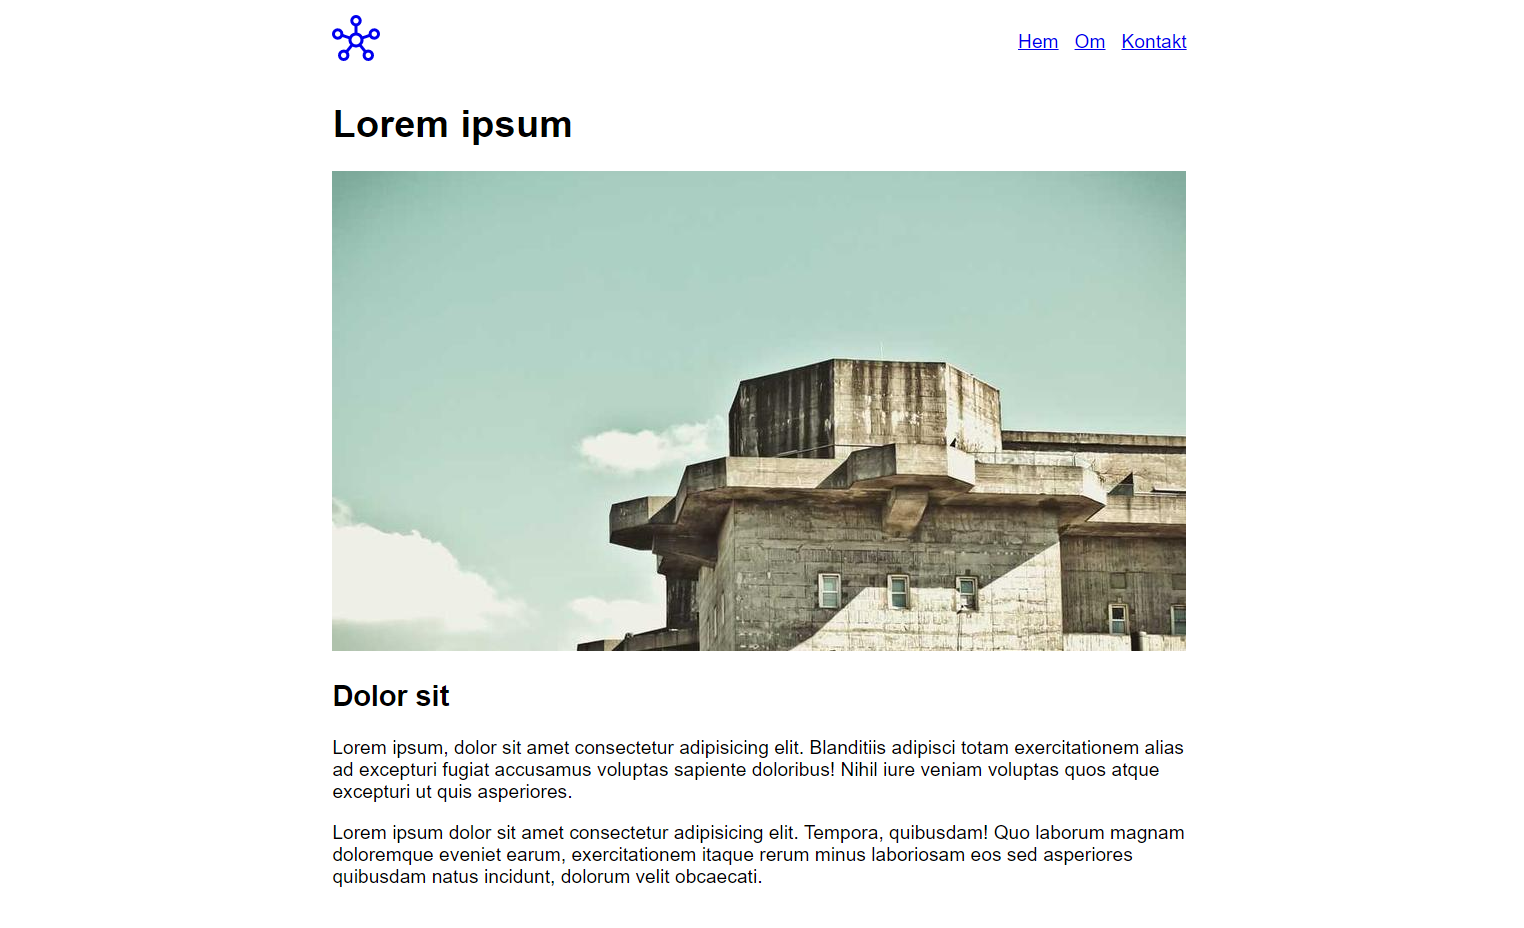 Hem Om Kontakt
Lorem ipsum
Dolor sit
Lorem ipsum, dolor sit amet consectetur adipisicing elit. Blanditiis adipisci totam exercitationem alias
ad excepturi fugiat accusamus voluptas sapiente doloribus! Nihil iure veniam voluptas quos atque
excepturi ut quis asperiores.
Lorem ipsum dolor sit amet consectetur adipisicing elit. Tempora, quibusdam! Quo laborum magnam
doloremque eveniet earum, exercitationem itaque rerum minus laboriosam eos sed asperiores
quibusdam natus incidunt, dolorum velit obcaecati.